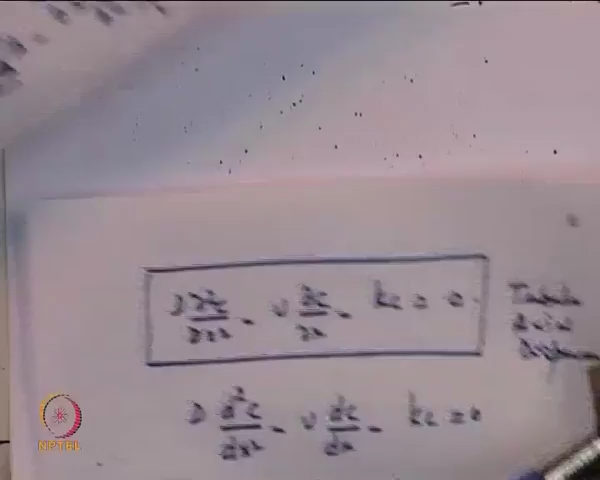 D ∂²c/∂x² - v ∂c/∂x - kc = 0
D d²c/dx² - v dc/dx - kc = 0
NPTEL